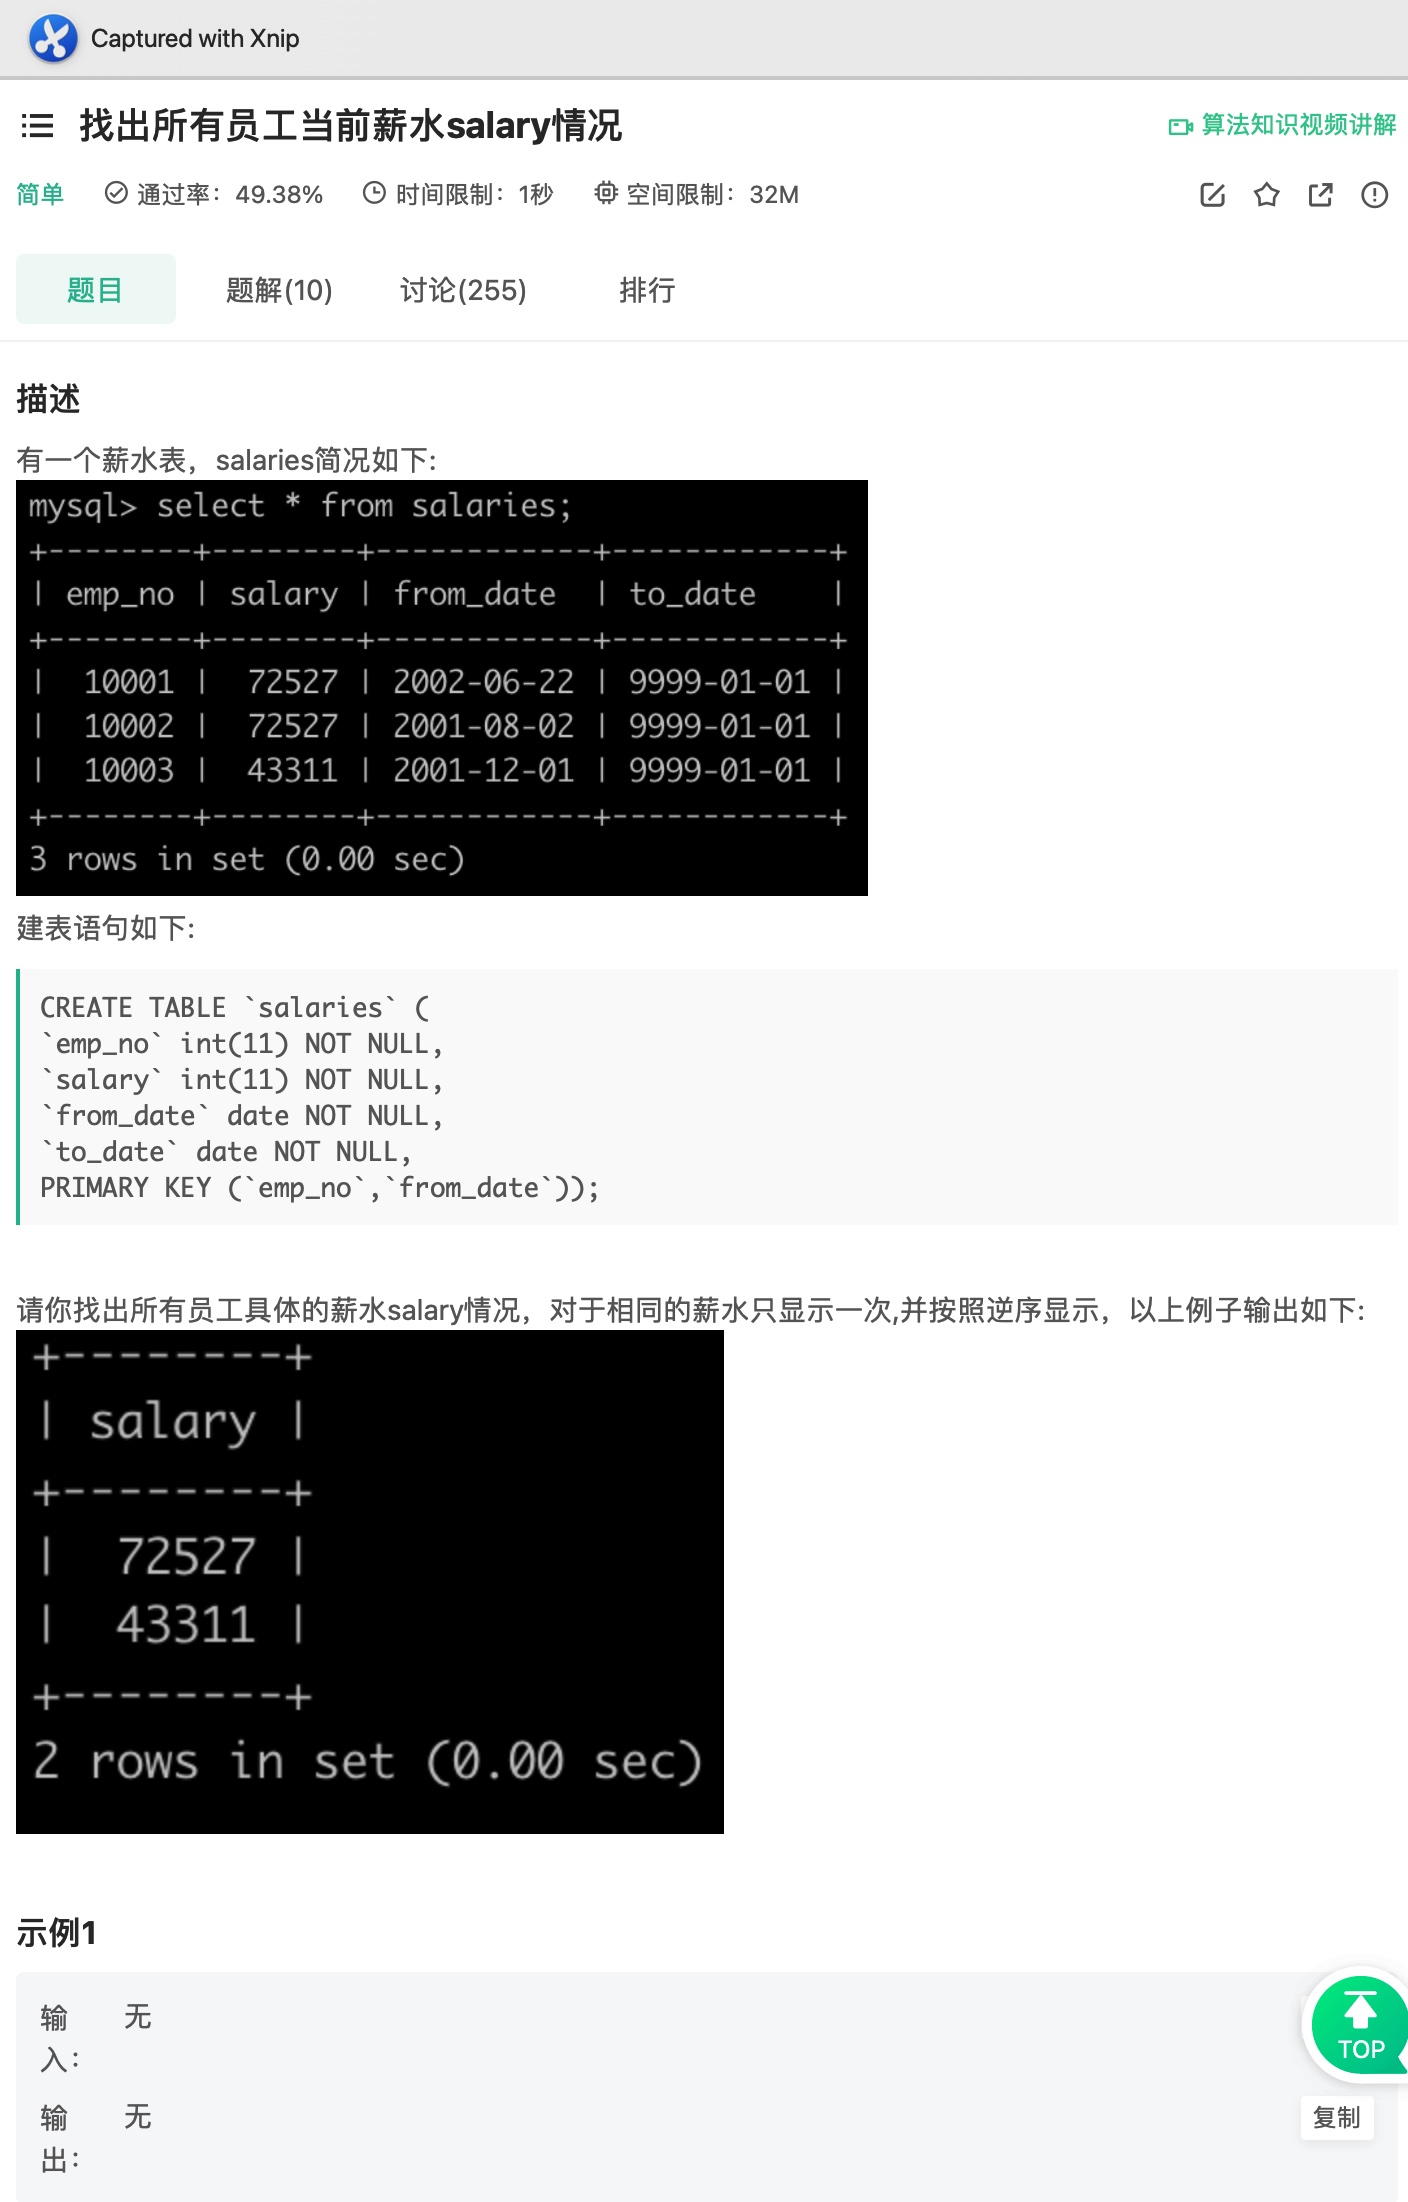 Captured with Xnip
找出所有员工当前薪水salary情况
算法知识视频讲解
简单 通过率：49.38% 时间限制：1秒 空间限制：32M
题目 题解(10) 讨论(255) 排行
描述
有一个薪水表，salaries简况如下:
mysql> select * from salaries;
+--------+--------+------------+------------+
| emp_no | salary | from_date  | to_date    |
+--------+--------+------------+------------+
|  10001 |  72527 | 2002-06-22 | 9999-01-01 |
|  10002 |  72527 | 2001-08-02 | 9999-01-01 |
|  10003 |  43311 | 2001-12-01 | 9999-01-01 |
+--------+--------+------------+------------+
3 rows in set (0.00 sec)
建表语句如下:
CREATE TABLE `salaries` (
`emp_no` int(11) NOT NULL,
`salary` int(11) NOT NULL,
`from_date` date NOT NULL,
`to_date` date NOT NULL,
PRIMARY KEY (`emp_no`,`from_date`));
请你找出所有员工具体的薪水salary情况，对于相同的薪水只显示一次,并按照逆序显示，以上例子输出如下:
+--------+
| salary |
+--------+
|  72527 |
|  43311 |
+--------+
2 rows in set (0.00 sec)
示例1
输入： 无
输出： 无
TOP
复制